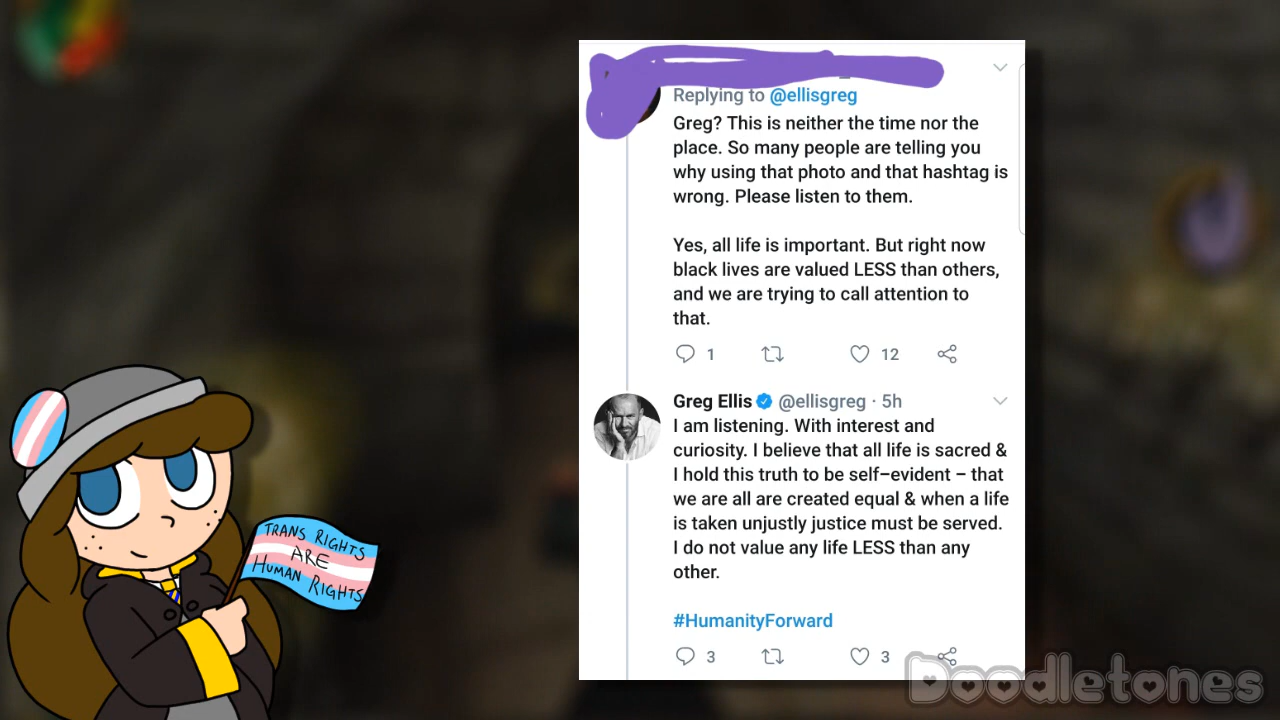 Replying to @ellisgreg
Greg? This is neither the time nor the
place. So many people are telling you
why using that photo and that hashtag is
wrong. Please listen to them.
Yes, all life is important. But right now
black lives are valued LESS than others,
and we are trying to call attention to
that.
1 12
Greg Ellis @ellisgreg · 5h
I am listening. With interest and
curiosity. I believe that all life is sacred &
I hold this truth to be self–evident – that
we are all are created equal & when a life
is taken unjustly justice must be served.
I do not value any life LESS than any
other.
#HumanityForward
3 3
TRANS RIGHTS
ARE
HUMAN RIGHTS
Doodletones